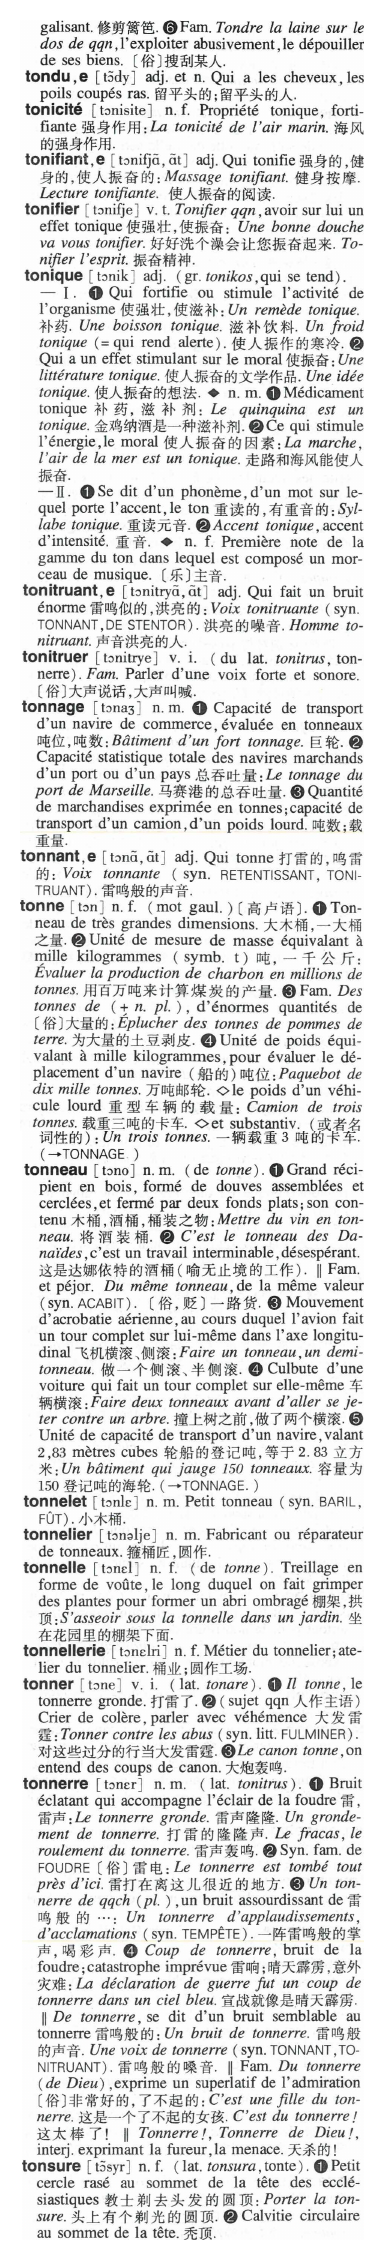 galisant. 修剪篱笆. ❻ Fam. Tondre la laine sur le
dos de qqn, l'exploiter abusivement, le dépouiller
de ses biens. 〔俗〕搜刮某人.
tondu, e [tɔ̃dy] adj. et n. Qui a les cheveux, les
poils coupés ras. 留平头的;留平头的人.
tonicité [tɔnisite] n. f. Propriété tonique, forti-
fiante 强身作用: La tonicité de l'air marin. 海风
的强身作用.
tonifiant, e [tɔnifjɑ̃, ɑ̃t] adj. Qui tonifie 强身的,健
身的,使人振奋的: Massage tonifiant. 健身按摩.
Lecture tonifiante. 使人振奋的阅读.
tonifier [tɔnifje] v. t. Tonifier qqn, avoir sur lui un
effet tonique 使强壮,使振奋: Une bonne douche
va vous tonifier. 好好洗个澡会让您振奋起来. To-
nifier l'esprit. 振奋精神.
tonique [tɔnik] adj. (gr. tonikos, qui se tend).
— Ⅰ. ❶ Qui fortifie ou stimule l'activité de
l'organisme 使强壮,使滋补: Un remède tonique.
补药. Une boisson tonique. 滋补饮料. Un froid
tonique (= qui rend alerte). 使人振作的寒冷. ❷
Qui a un effet stimulant sur le moral 使振奋: Une
littérature tonique. 使人振奋的文学作品. Une idée
tonique. 使人振奋的想法. ◆ n. m. ❶ Médicament
tonique 补药, 滋补剂: Le quinquina est un
tonique. 金鸡纳酒是一种滋补剂. ❷ Ce qui stimule
l'énergie, le moral 使人振奋的因素: La marche,
l'air de la mer est un tonique. 走路和海风能使人
振奋.
— Ⅱ. ❶ Se dit d'un phonème, d'un mot sur le-
quel porte l'accent, le ton 重读的,有重音的: Syl-
labe tonique. 重读元音. ❷ Accent tonique, accent
d'intensité. 重音. ◆ n. f. Première note de la
gamme du ton dans lequel est composé un mor-
ceau de musique. 〔乐〕主音.
tonitruant, e [tɔnitryɑ̃, ɑ̃t] adj. Qui fait un bruit
énorme 雷鸣似的,洪亮的: Voix tonitruante (syn.
TONNANT, DE STENTOR). 洪亮的嗓音. Homme to-
nitruant. 声音洪亮的人.
tonitruer [tɔnitrye] v. i. (du lat. tonitrus, ton-
nerre). Fam. Parler d'une voix forte et sonore.
〔俗〕大声说话,大声叫喊.
tonnage [tɔnaʒ] n. m. ❶ Capacité de transport
d'un navire de commerce, évaluée en tonneaux
吨位,吨数: Bâtiment d'un fort tonnage. 巨轮. ❷
Capacité statistique totale des navires marchands
d'un port ou d'un pays 总吞吐量: Le tonnage du
port de Marseille. 马赛港的总吞吐量. ❸ Quantité
de marchandises exprimée en tonnes; capacité de
transport d'un camion, d'un poids lourd. 吨数;载
重量.
tonnant, e [tɔnɑ̃, ɑ̃t] adj. Qui tonne 打雷的,鸣雷
的: Voix tonnante (syn. RETENTISSANT, TONI-
TRUANT). 雷鸣般的声音.
tonne [tɔn] n. f. (mot gaul.)〔高卢语〕. ❶ Ton-
neau de très grandes dimensions. 大木桶,一大桶
之量. ❷ Unité de mesure de masse équivalant à
mille kilogrammes (symb. t) 吨, 一千公斤:
Évaluer la production de charbon en millions de
tonnes. 用百万吨来计算煤炭的产量. ❸ Fam. Des
tonnes de (+ n. pl.), d'énormes quantités de
〔俗〕大量的: Éplucher des tonnes de pommes de
terre. 为大量的土豆剥皮. ❹ Unité de poids équi-
valant à mille kilogrammes, pour évaluer le dé-
placement d'un navire (船的)吨位: Paquebot de
dix mille tonnes. 万吨邮轮. ◇ le poids d'un véhi-
cule lourd 重型车辆的载量: Camion de trois
tonnes. 载重三吨的卡车. ◇ et substantiv. (或者名
词性的): Un trois tonnes. 一辆载重 3 吨的卡车.
(→TONNAGE.)
tonneau [tɔno] n. m. (de tonne). ❶ Grand réci-
pient en bois, formé de douves assemblées et
cerclées, et fermé par deux fonds plats; son con-
tenu 木桶,酒桶,桶装之物: Mettre du vin en ton-
neau. 将酒装桶. ❷ C'est le tonneau des Da-
naïdes, c'est un travail interminable, désespérant.
这是达娜依特的酒桶(喻无止境的工作). ‖ Fam.
et péjor. Du même tonneau, de la même valeur
(syn. ACABIT). 〔俗,贬〕一路货. ❸ Mouvement
d'acrobatie aérienne, au cours duquel l'avion fait
un tour complet sur lui-même dans l'axe longitu-
dinal 飞机横滚、侧滚: Faire un tonneau, un demi-
tonneau. 做一个侧滚、半侧滚. ❹ Culbute d'une
voiture qui fait un tour complet sur elle-même 车
辆横滚: Faire deux tonneaux avant d'aller se je-
ter contre un arbre. 撞上树之前,做了两个横滚. ❺
Unité de capacité de transport d'un navire, valant
2,83 mètres cubes 轮船的登记吨,等于 2.83 立方
米: Un bâtiment qui jauge 150 tonneaux. 容量为
150 登记吨的海轮. (→TONNAGE.)
tonnelet [tɔnlɛ] n. m. Petit tonneau (syn. BARIL,
FÛT). 小木桶.
tonnelier [tɔnəlje] n. m. Fabricant ou réparateur
de tonneaux. 箍桶匠,圆作.
tonnelle [tɔnɛl] n. f. (de tonne). Treillage en
forme de voûte, le long duquel on fait grimper
des plantes pour former un abri ombragé 棚架,拱
顶: S'asseoir sous la tonnelle dans un jardin. 坐
在花园里的棚架下面.
tonnellerie [tɔnɛlri] n. f. Métier du tonnelier; ate-
lier du tonnelier. 桶业;圆作工场.
tonner [tɔne] v. i. (lat. tonare). ❶ Il tonne, le
tonnerre gronde. 打雷了. ❷ (sujet qqn 人作主语)
Crier de colère, parler avec véhémence 大发雷
霆: Tonner contre les abus (syn. litt. FULMINER).
对这些过分的行当大发雷霆. ❸ Le canon tonne, on
entend des coups de canon. 大炮轰鸣.
tonnerre [tɔnɛr] n. m. (lat. tonitrus). ❶ Bruit
éclatant qui accompagne l'éclair de la foudre 雷,
雷声: Le tonnerre gronde. 雷声隆隆. Un gronde-
ment de tonnerre. 打雷的隆隆声. Le fracas, le
roulement du tonnerre. 雷声轰鸣. ❷ Syn. fam. de
FOUDRE〔俗〕雷电: Le tonnerre est tombé tout
près d'ici. 雷打在离这儿很近的地方. ❸ Un ton-
nerre de qqch (pl.), un bruit assourdissant de 雷
鸣般的…: Un tonnerre d'applaudissements,
d'acclamations (syn. TEMPÊTE). 一阵雷鸣般的掌
声,喝彩声. ❹ Coup de tonnerre, bruit de la
foudre; catastrophe imprévue 雷响;晴天霹雳,意外
灾难: La déclaration de guerre fut un coup de
tonnerre dans un ciel bleu. 宣战就像是晴天霹雳.
‖ De tonnerre, se dit d'un bruit semblable au
tonnerre 雷鸣般的: Un bruit de tonnerre. 雷鸣般
的声音. Une voix de tonnerre (syn. TONNANT, TO-
NITRUANT). 雷鸣般的嗓音. ‖ Fam. Du tonnerre
(de Dieu), exprime un superlatif de l'admiration
〔俗〕非常好的,了不起的: C'est une fille du ton-
nerre. 这是一个了不起的女孩. C'est du tonnerre!
这太棒了! ‖ Tonnerre!, Tonnerre de Dieu!,
interj. exprimant la fureur, la menace. 天杀的!
tonsure [tɔ̃syr] n. f. (lat. tonsura, tonte). ❶ Petit
cercle rasé au sommet de la tête des ecclé-
siastiques 教士剃去头发的圆顶: Porter la ton-
sure. 头上有个剃光的圆顶. ❷ Calvitie circulaire
au sommet de la tête. 秃顶.